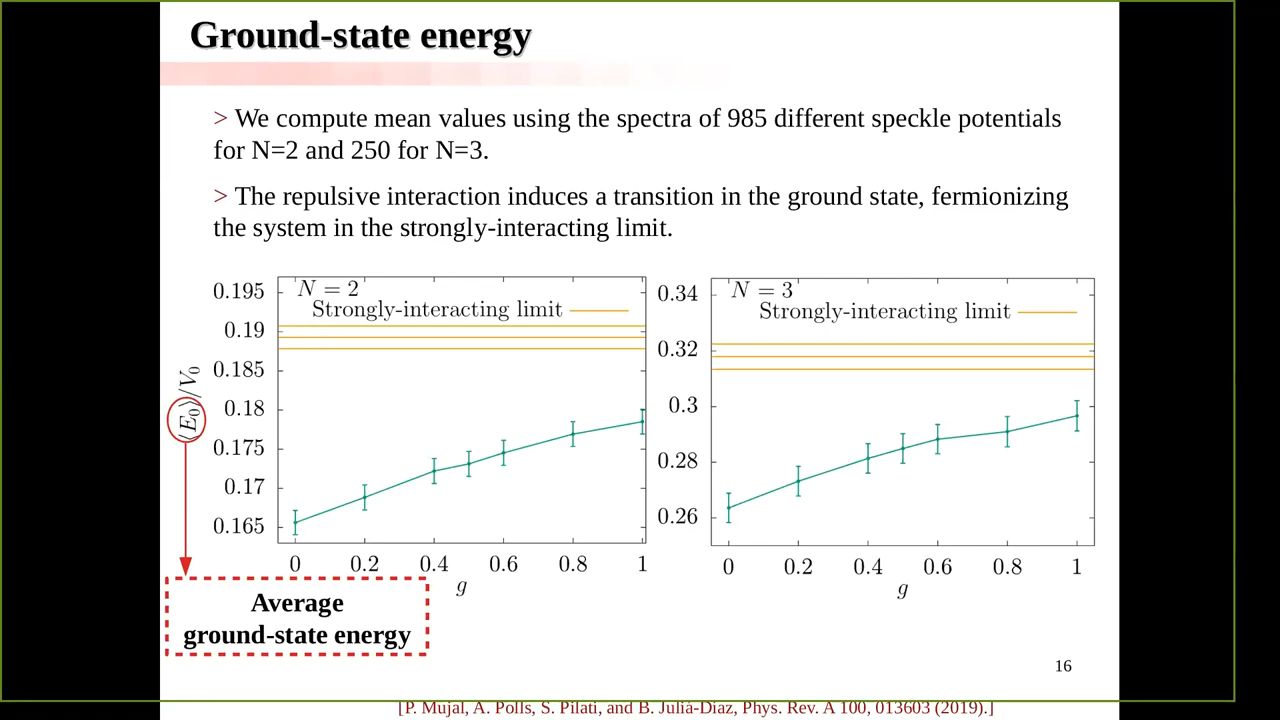 Ground-state energy
> We compute mean values using the spectra of 985 different speckle potentials
for N=2 and 250 for N=3.
> The repulsive interaction induces a transition in the ground state, fermionizing
the system in the strongly-interacting limit.
N = 2
Strongly-interacting limit
0.195
0.19
0.185
0.18
0.175
0.17
0.165
⟨E₀⟩/V₀
0 0.2 0.4 0.6 0.8 1
g
N = 3
Strongly-interacting limit
0.34
0.32
0.3
0.28
0.26
0 0.2 0.4 0.6 0.8 1
g
Average
ground-state energy
16
[P. Mujal, A. Polls, S. Pilati, and B. Juliá-Díaz, Phys. Rev. A 100, 013603 (2019).]